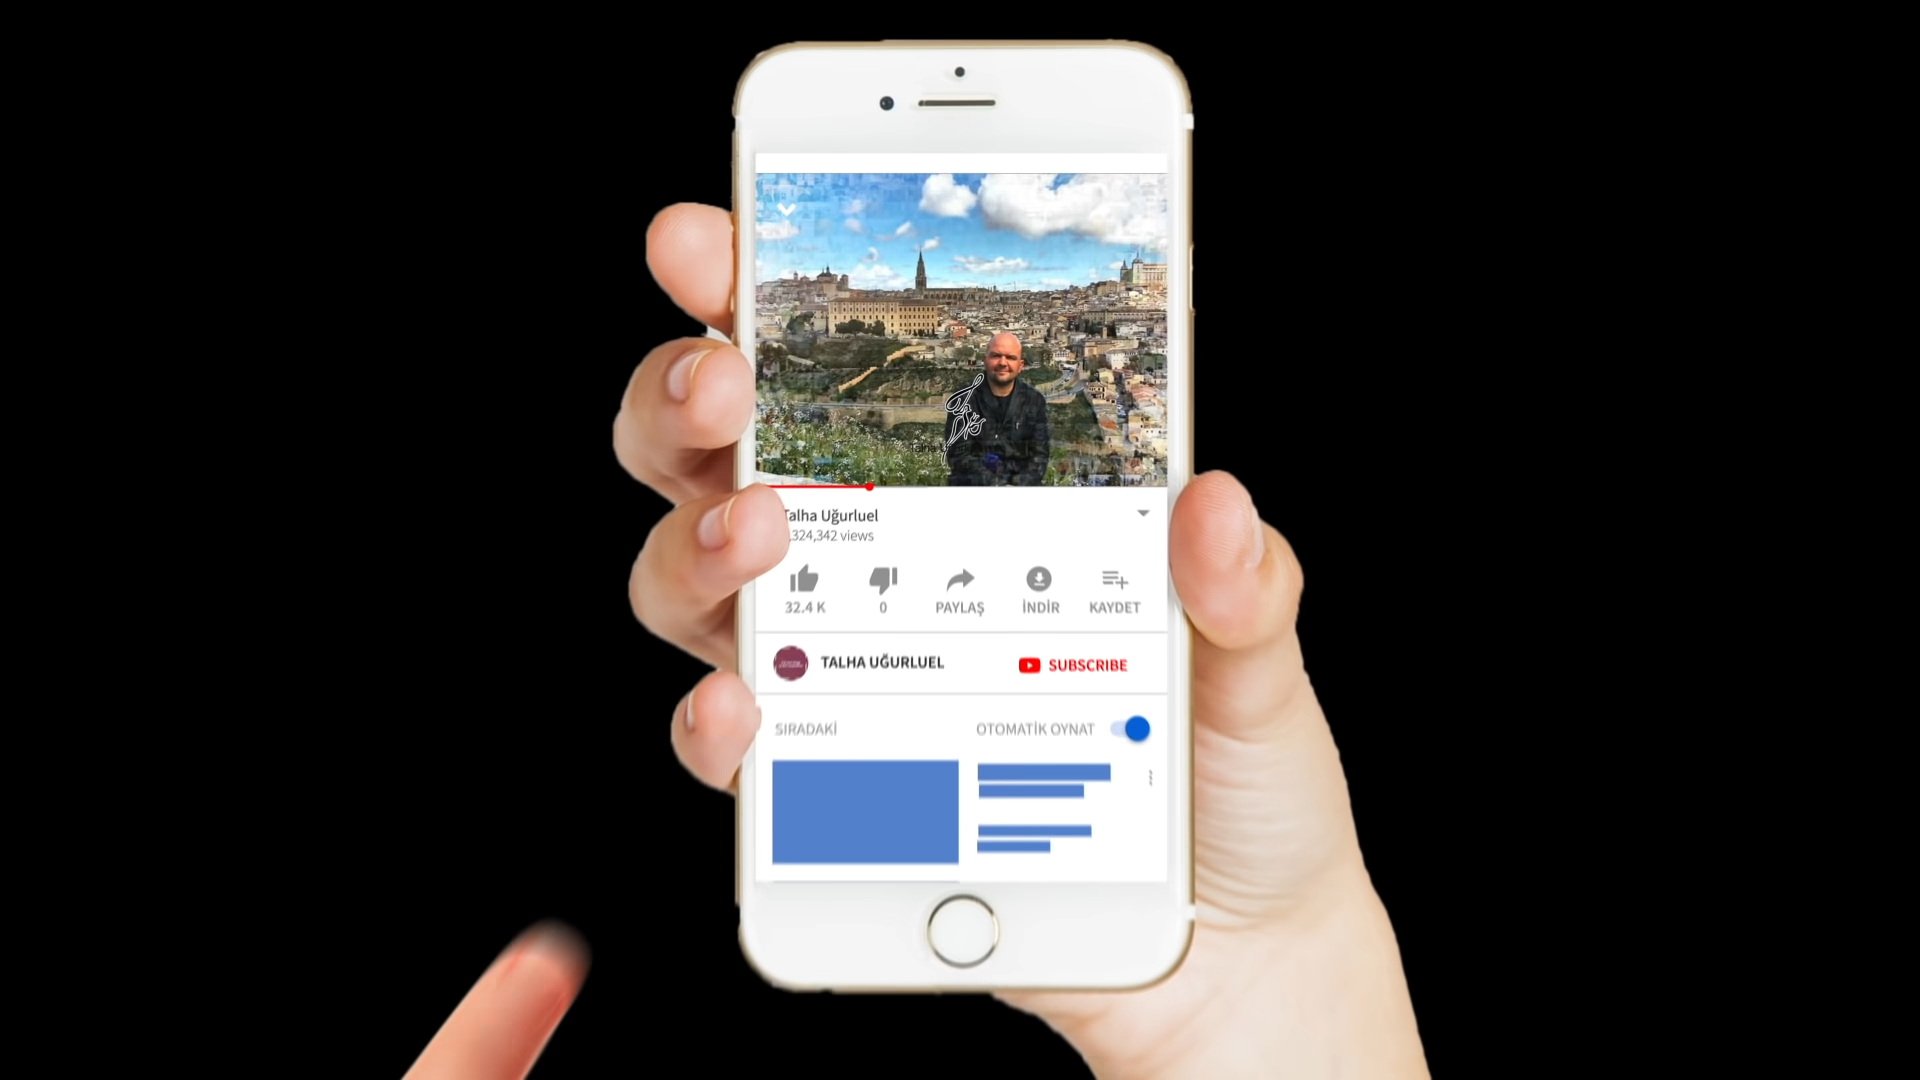 Talha Uğurluel
,324,342 views
32.4 K
0
PAYLAŞ
İNDİR
KAYDET
TALHA UĞURLUEL
SUBSCRIBE
SIRADAKİ
OTOMATİK OYNAT